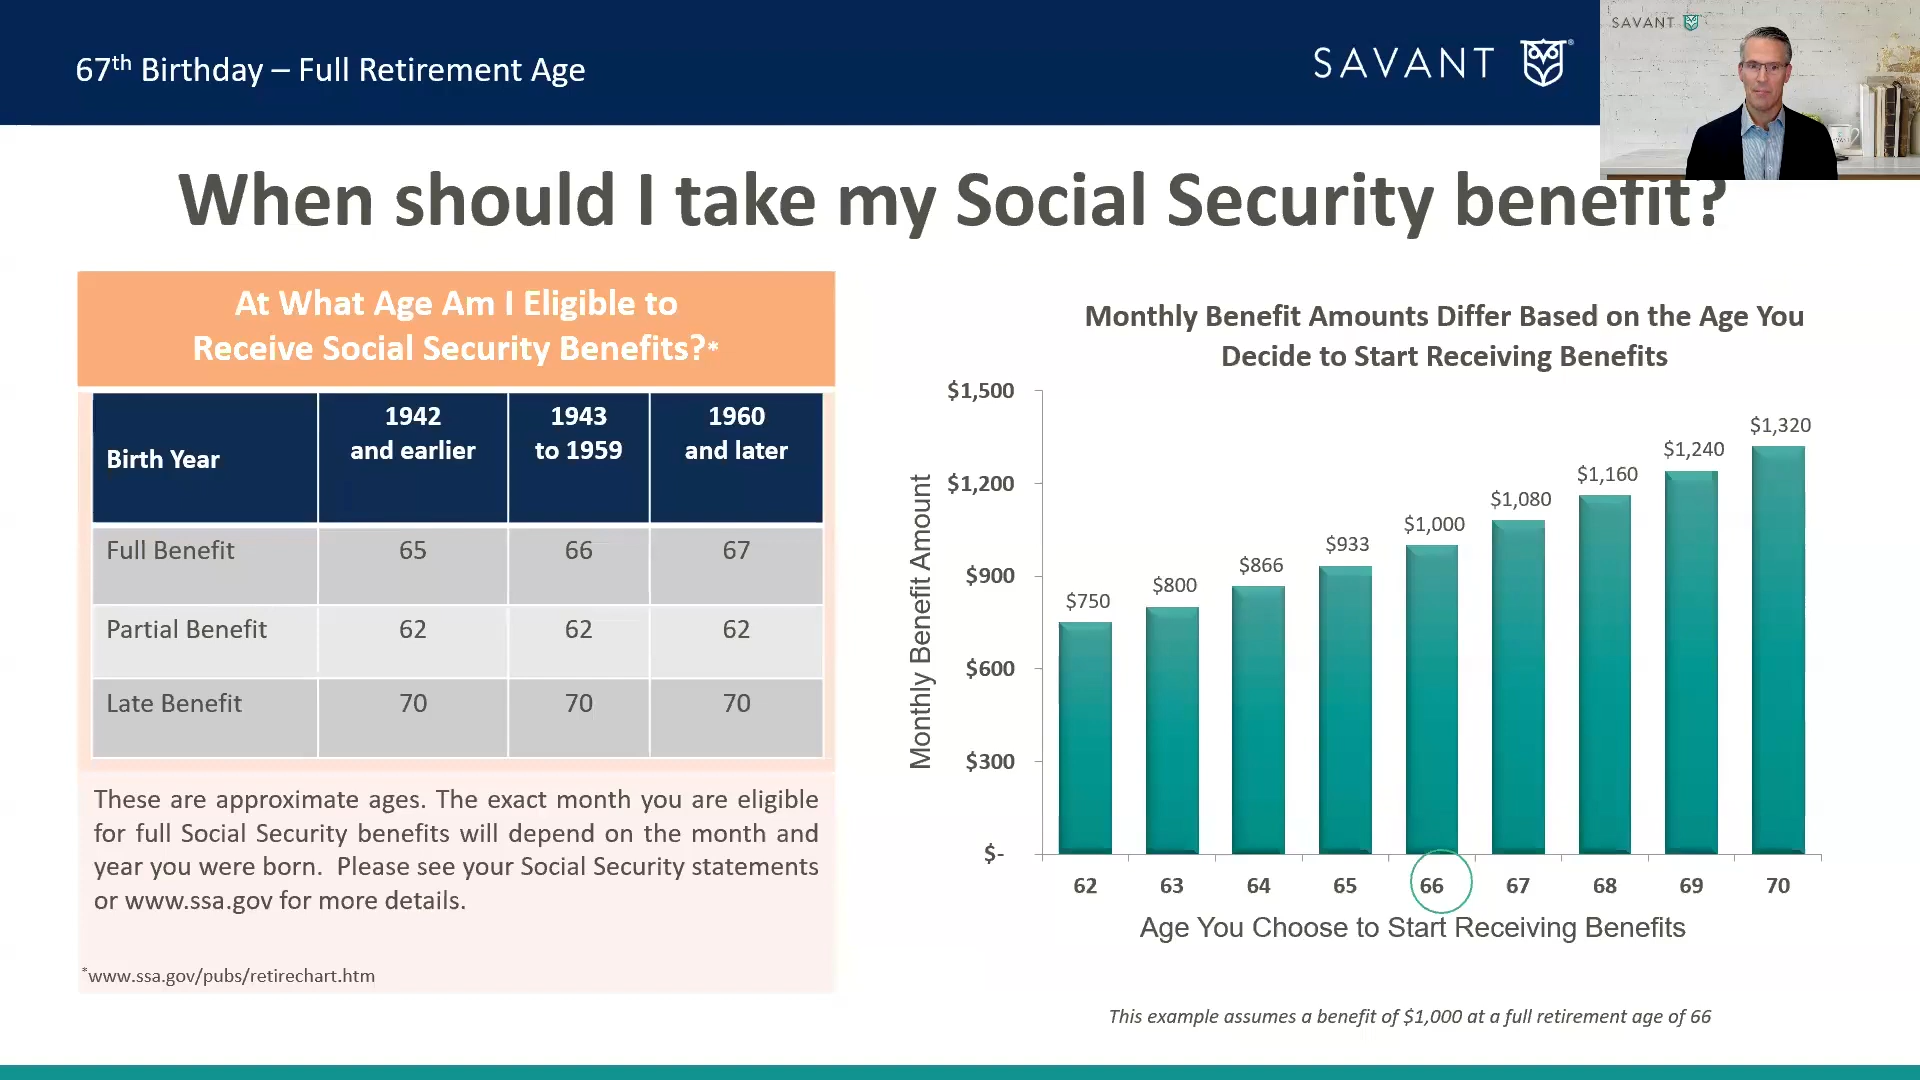 67th Birthday – Full Retirement Age
SAVANT
SAVANT
When should I take my Social Security benefit?
At What Age Am I Eligible to
Receive Social Security Benefits?*
Birth Year
1942
and earlier
1943
to 1959
1960
and later
Full Benefit 65 66 67
Partial Benefit 62 62 62
Late Benefit 70 70 70
These are approximate ages. The exact month you are eligible
for full Social Security benefits will depend on the month and
year you were born. Please see your Social Security statements
or www.ssa.gov for more details.
*www.ssa.gov/pubs/retirechart.htm
Monthly Benefit Amounts Differ Based on the Age You
Decide to Start Receiving Benefits
Monthly Benefit Amount
$1,500
$1,200
$900
$600
$300
$-
$750
$800
$866
$933
$1,000
$1,080
$1,160
$1,240
$1,320
62 63 64 65 66 67 68 69 70
Age You Choose to Start Receiving Benefits
This example assumes a benefit of $1,000 at a full retirement age of 66